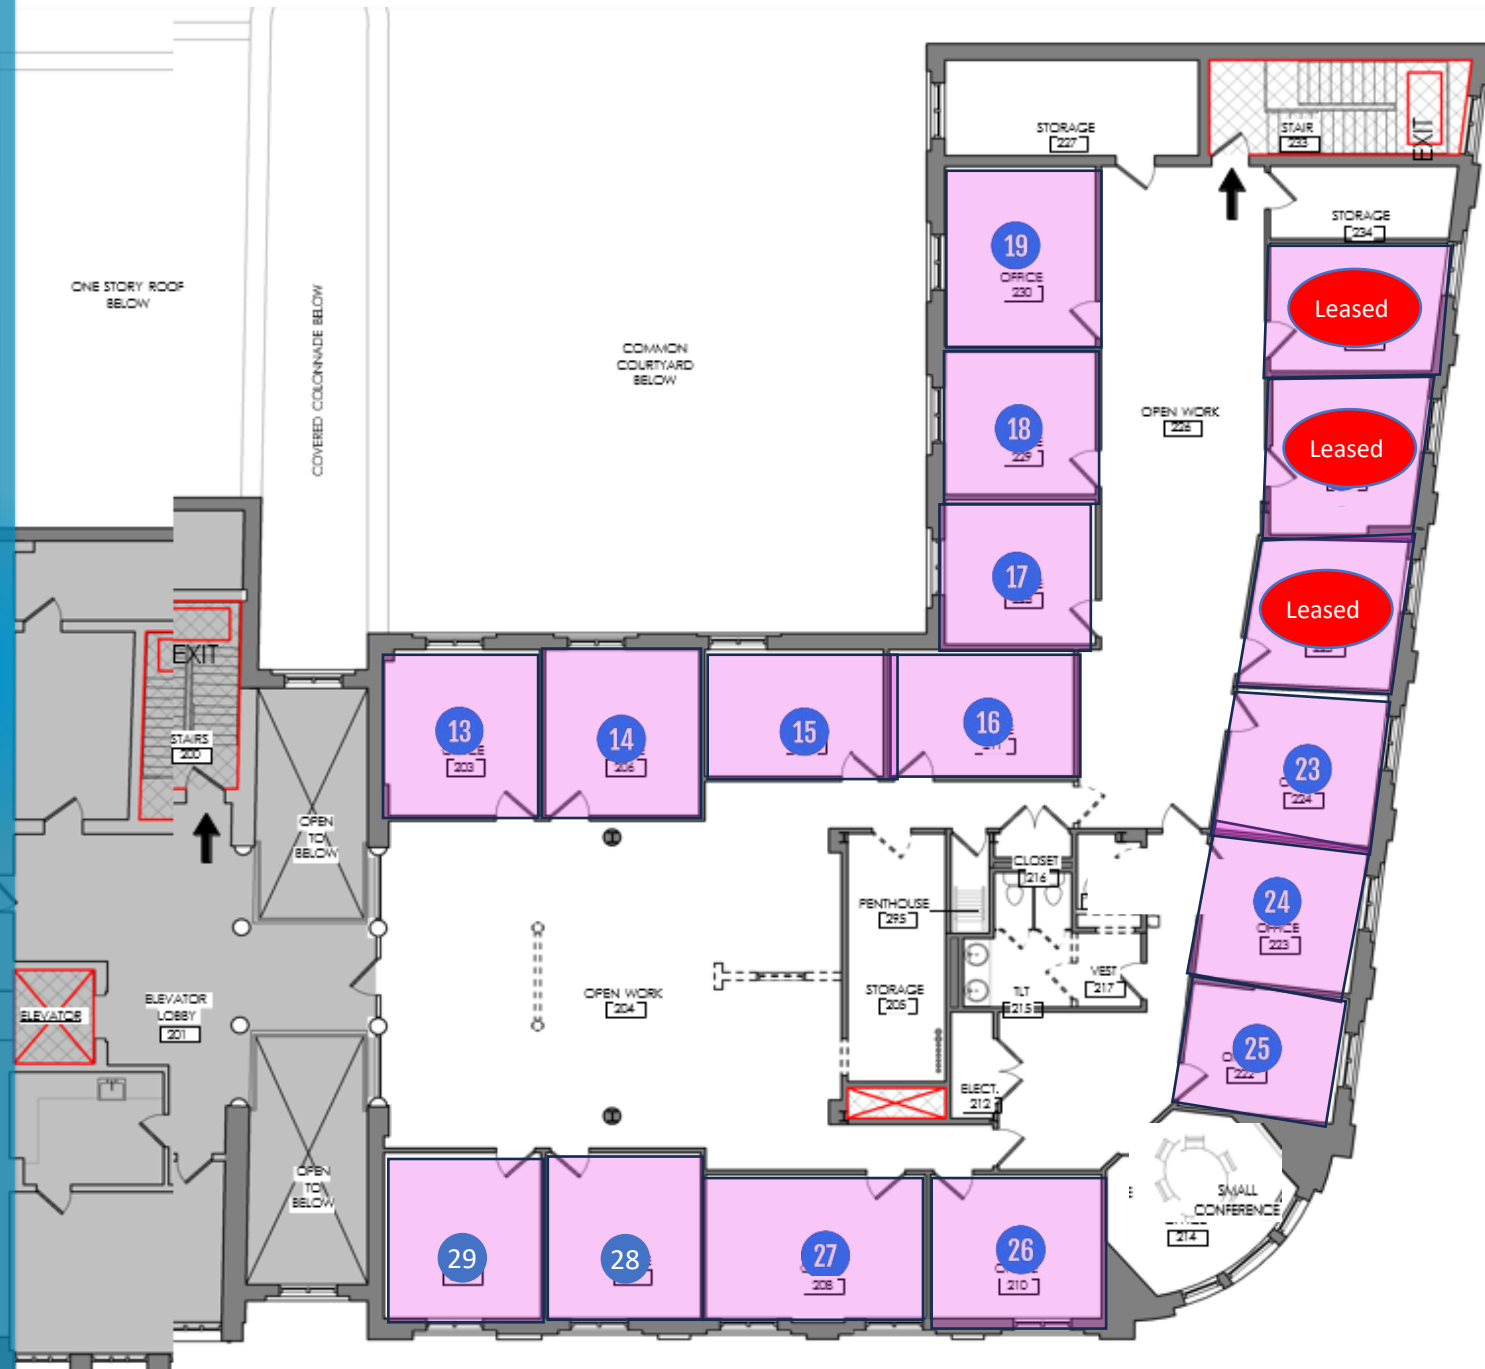 STORAGE
227
STAIR
233
EXIT
STORAGE
234
19
OFFICE
230
Leased
ONE STORY ROOF
BELOW
COVERED COLONNADE BELOW
COMMON
COURTYARD
BELOW
OPEN WORK
226
18
229
Leased
17
Leased
EXIT
STAIRS
200
13
203
14
206
15
16
23
224
OPEN
TO
BELOW
CLOSET
216
PENTHOUSE
295
24
OFFICE
223
ELEVATOR
ELEVATOR
LOBBY
201
OPEN WORK
204
STORAGE
205
TLT
215
VEST
217
25
222
ELECT.
212
OPEN
TO
BELOW
SMALL
CONFERENCE
214
29
28
27
208
26
210